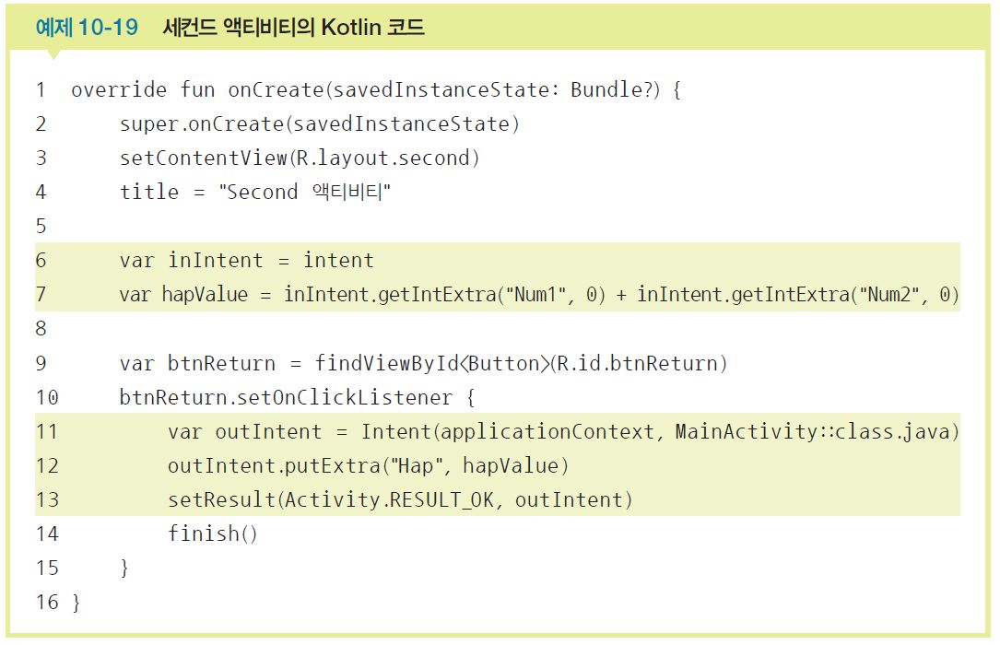 예제 10-19 세컨드 액티비티의 Kotlin 코드
1 override fun onCreate(savedInstanceState: Bundle?) {
2 super.onCreate(savedInstanceState)
3 setContentView(R.layout.second)
4 title = "Second 액티비티"
5
6 var inIntent = intent
7 var hapValue = inIntent.getIntExtra("Num1", 0) + inIntent.getIntExtra("Num2", 0)
8
9 var btnReturn = findViewById<Button>(R.id.btnReturn)
10 btnReturn.setOnClickListener {
11 var outIntent = Intent(applicationContext, MainActivity::class.java)
12 outIntent.putExtra("Hap", hapValue)
13 setResult(Activity.RESULT_OK, outIntent)
14 finish()
15 }
16 }